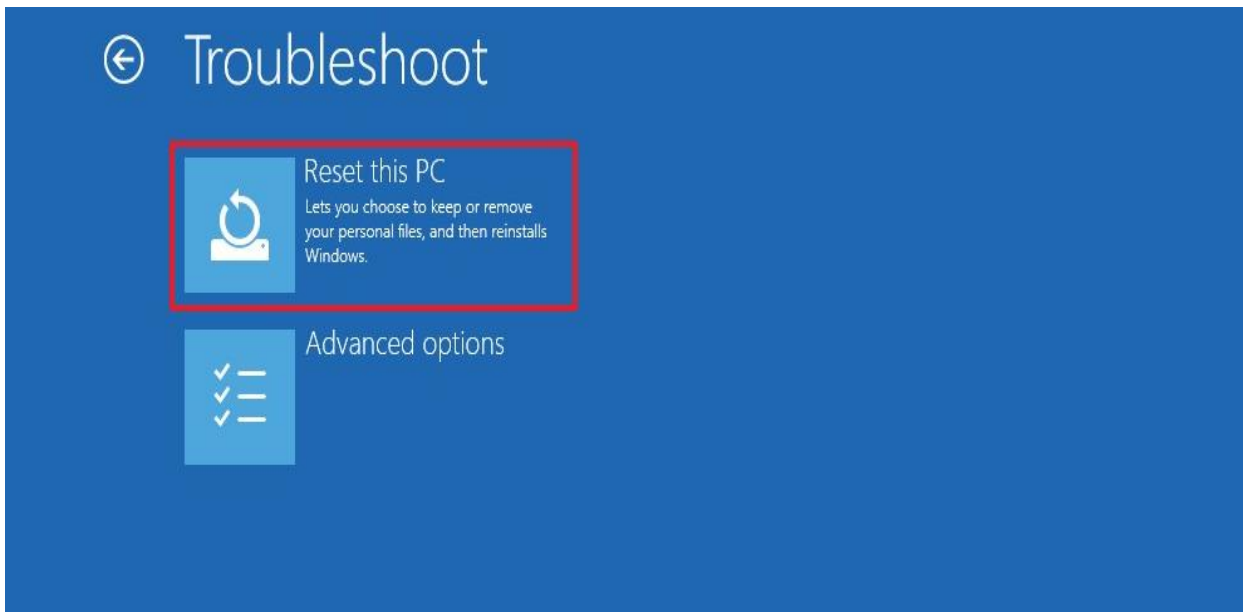 Troubleshoot
Reset this PC
Lets you choose to keep or remove
your personal files, and then reinstalls
Windows.
Advanced options